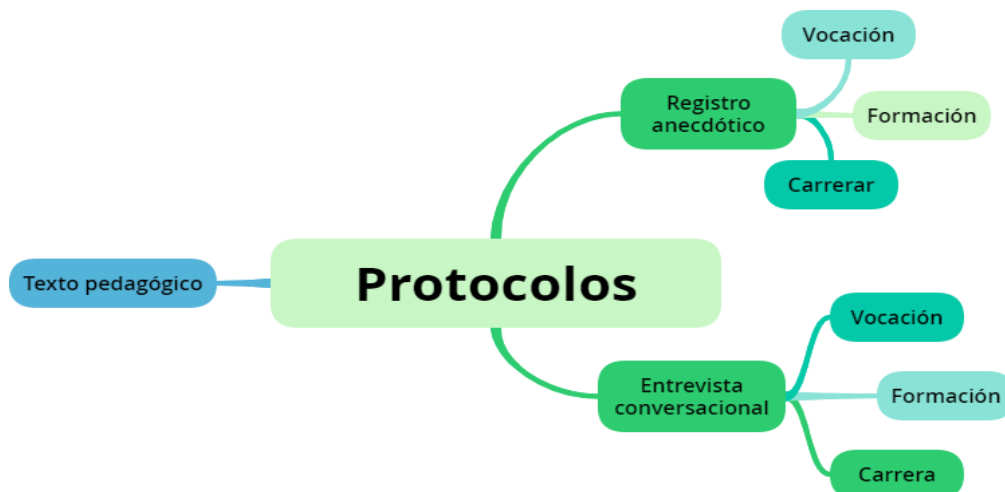 Vocación
Registro
anecdótico
Formación
Carrerar
Texto pedagógico
Protocolos
Vocación
Entrevista
conversacional
Formación
Carrera